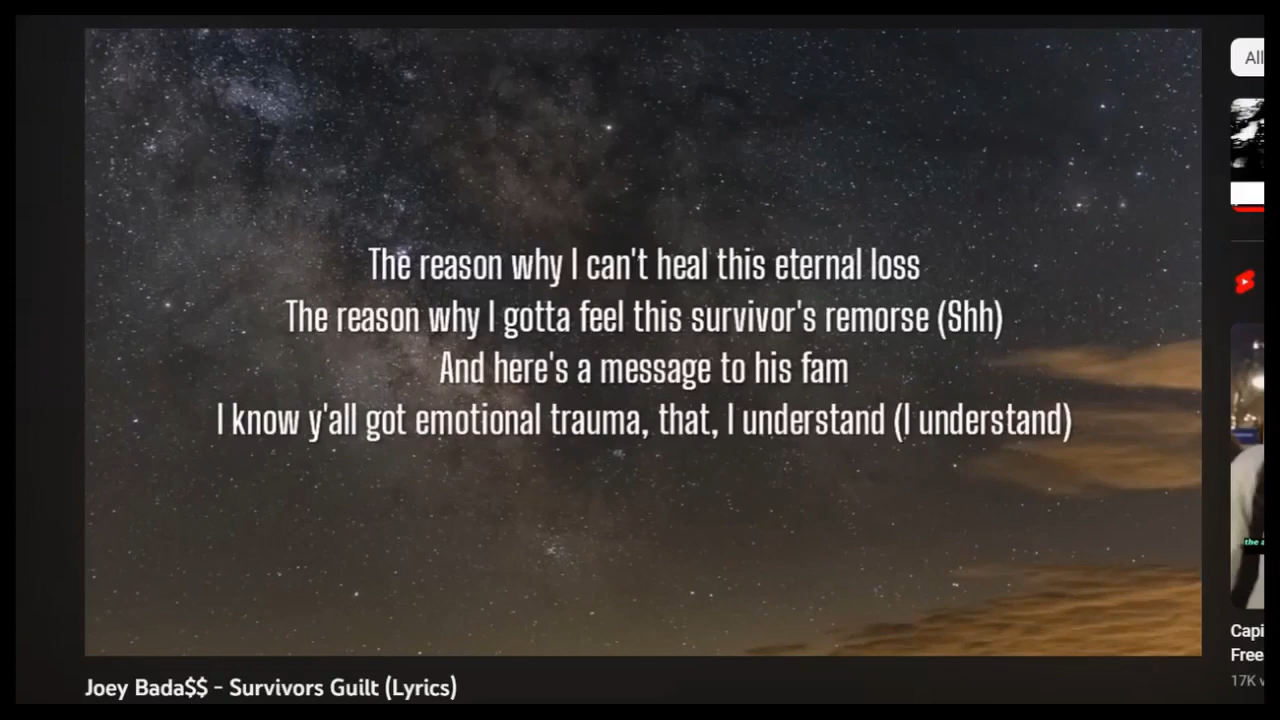 All
The reason why I can't heal this eternal loss
The reason why I gotta feel this survivor's remorse (Shh)
And here's a message to his fam
I know y'all got emotional trauma, that, I understand (I understand)
the
Joey Bada$$ - Survivors Guilt (Lyrics)
Capi
Free
17K